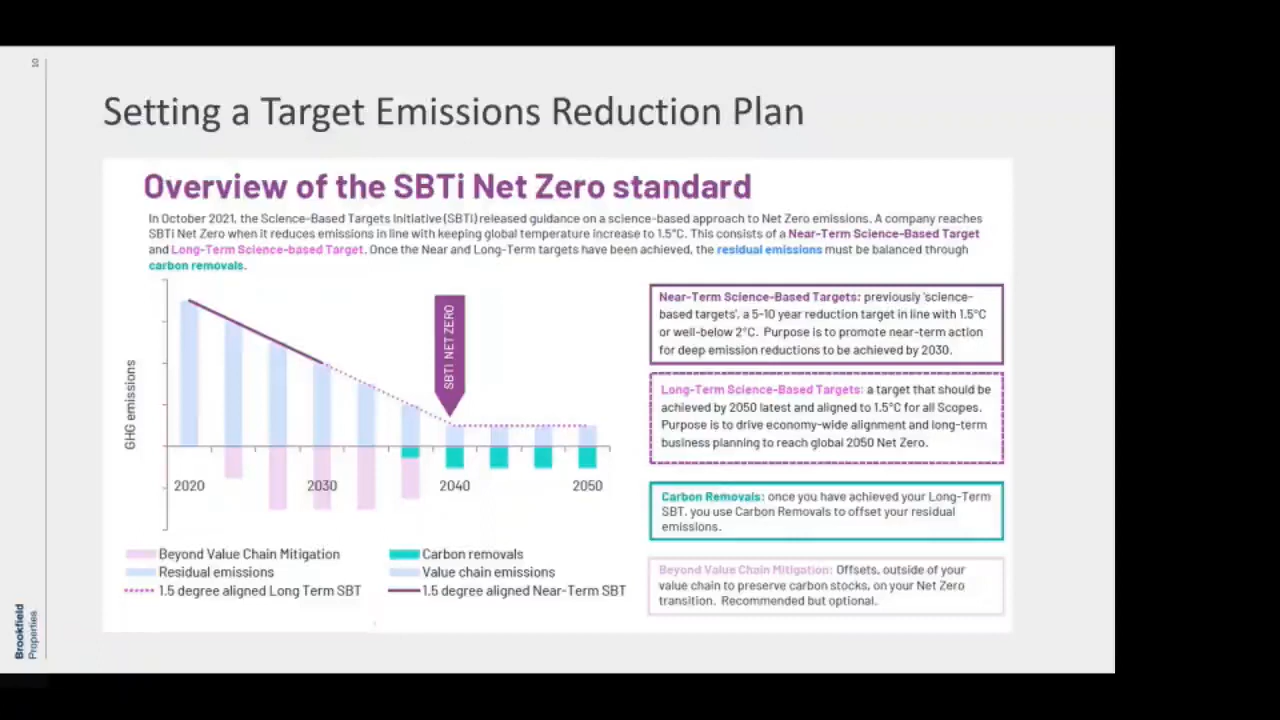 10
Setting a Target Emissions Reduction Plan
Overview of the SBTi Net Zero standard
In October 2021, the Science-Based Targets Initiative (SBTi) released guidance on a science-based approach to Net Zero emissions. A company reaches
SBTi Net Zero when it reduces emissions in line with keeping global temperature increase to 1.5°C. This consists of a Near-Term Science-Based Target
and Long-Term Science-based Target. Once the Near and Long-Term targets have been achieved, the residual emissions must be balanced through
carbon removals.
GHG emissions
SBTi NET ZERO
2020
2030
2040
2050
Beyond Value Chain Mitigation
Carbon removals
Residual emissions
Value chain emissions
1.5 degree aligned Long Term SBT
1.5 degree aligned Near-Term SBT
Near-Term Science-Based Targets: previously 'science-
based targets', a 5-10 year reduction target in line with 1.5°C
or well-below 2°C. Purpose is to promote near-term action
for deep emission reductions to be achieved by 2030.
Long-Term Science-Based Targets: a target that should be
achieved by 2050 latest and aligned to 1.5°C for all Scopes.
Purpose is to drive economy-wide alignment and long-term
business planning to reach global 2050 Net Zero.
Carbon Removals: once you have achieved your Long-Term
SBT, you use Carbon Removals to offset your residual
emissions.
Beyond Value Chain Mitigation: Offsets, outside of your
value chain to preserve carbon stocks, on your Net Zero
transition. Recommended but optional.
Brookfield
Properties